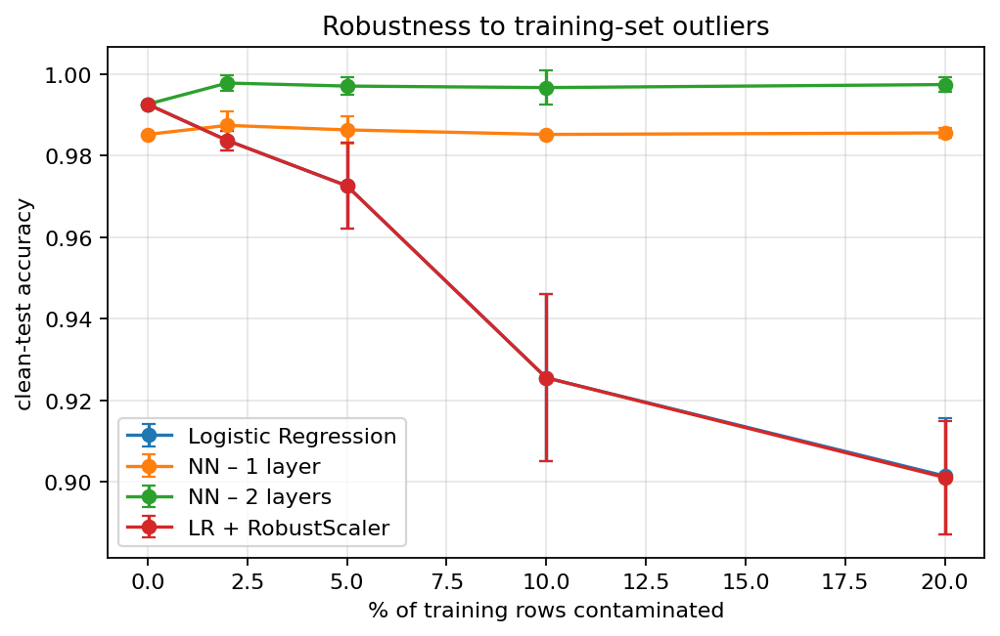 Robustness to training-set outliers
clean-test accuracy
1.00
0.98
0.96
0.94
0.92
0.90
Logistic Regression
NN – 1 layer
NN – 2 layers
LR + RobustScaler
0.0 2.5 5.0 7.5 10.0 12.5 15.0 17.5 20.0
% of training rows contaminated